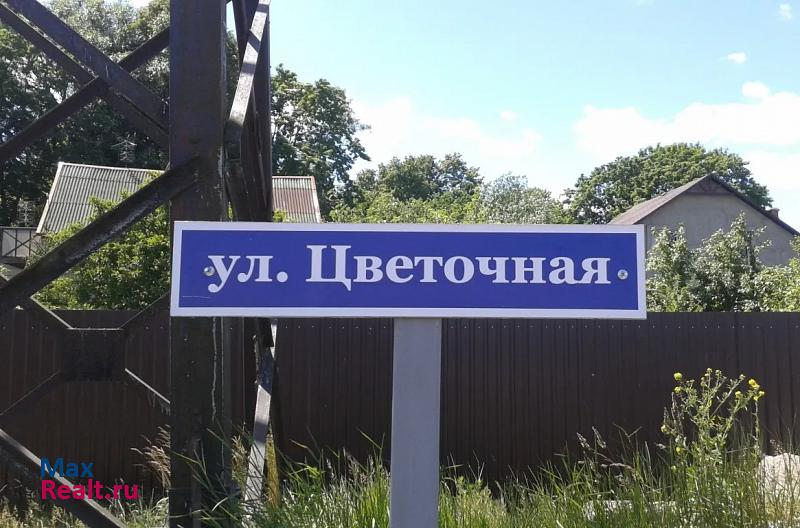 ул. Цветочная
Max
Realt.ru